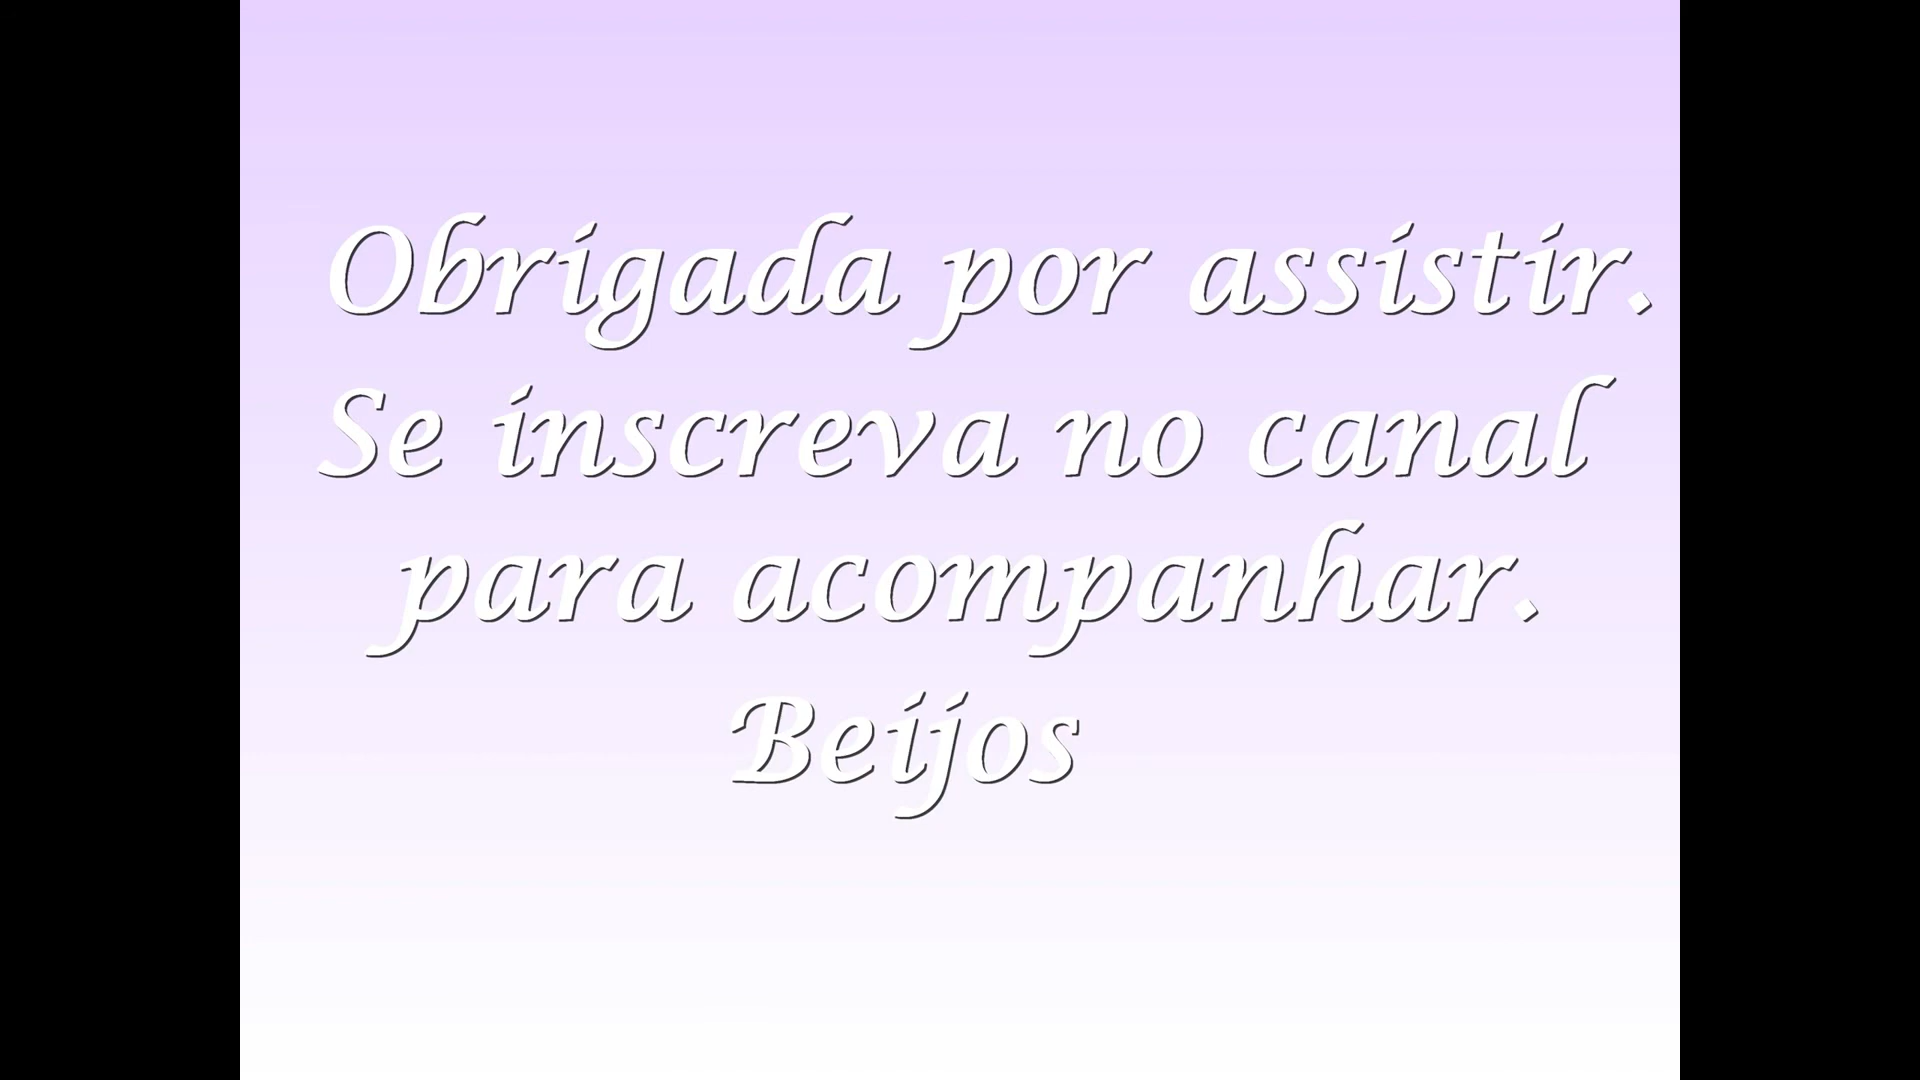 Obrigada por assistir.
Se inscreva no canal
para acompanhar.
Beijos